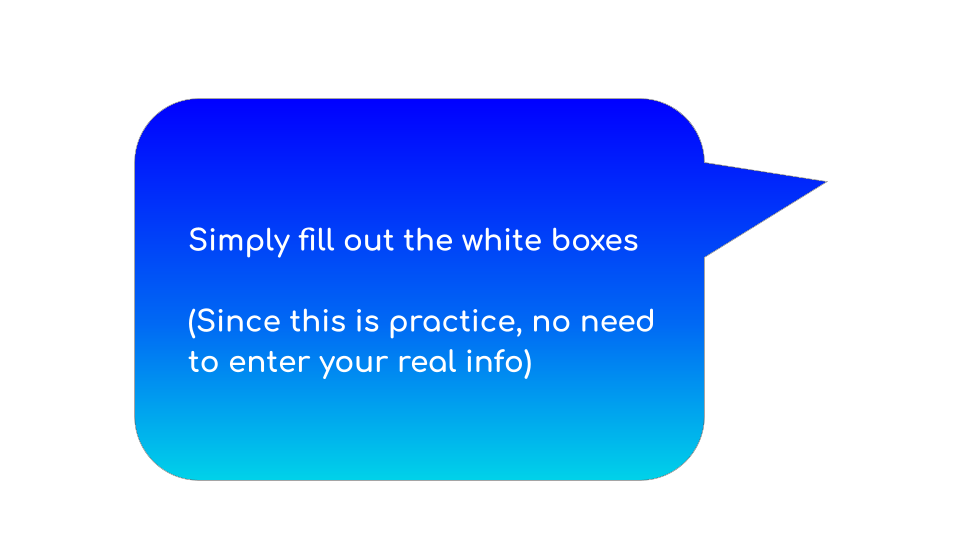 Simply fill out the white boxes
(Since this is practice, no need
to enter your real info)